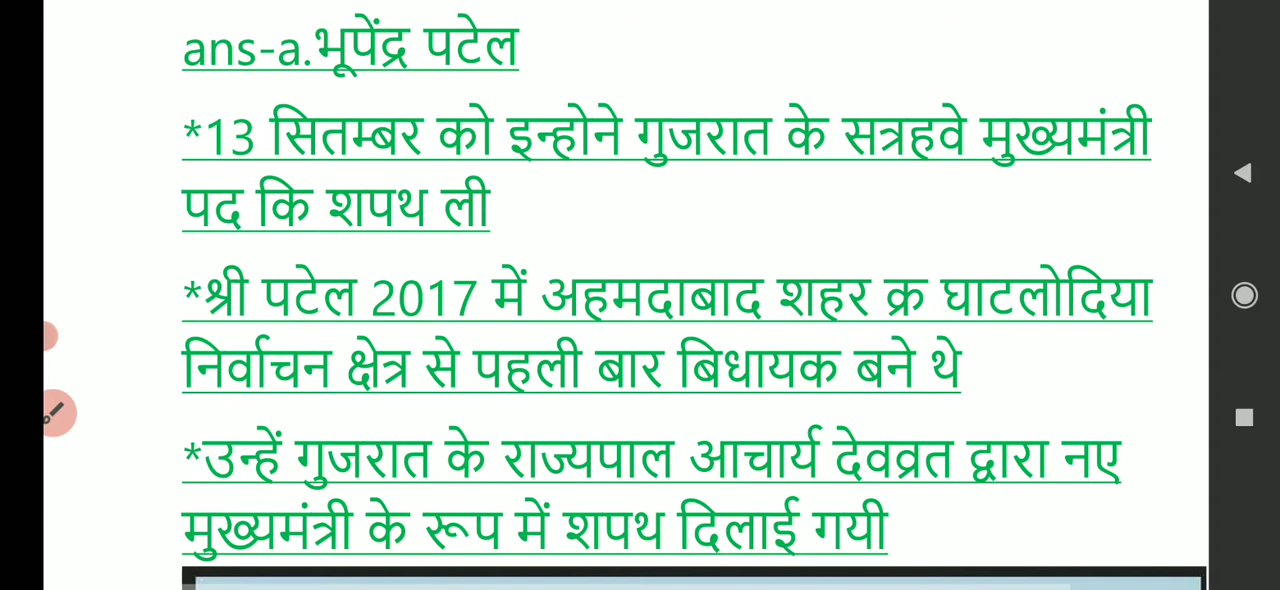 ans-a.भूपेंद्र पटेल
*13 सितम्बर को इन्होने गुजरात के सत्रहवे मुख्यमंत्री
पद कि शपथ ली
*श्री पटेल 2017 में अहमदाबाद शहर क्र घाटलोदिया
निर्वाचन क्षेत्र से पहली बार बिधायक बने थे
*उन्हें गुजरात के राज्यपाल आचार्य देवव्रत द्वारा नए
मुख्यमंत्री के रूप में शपथ दिलाई गयी